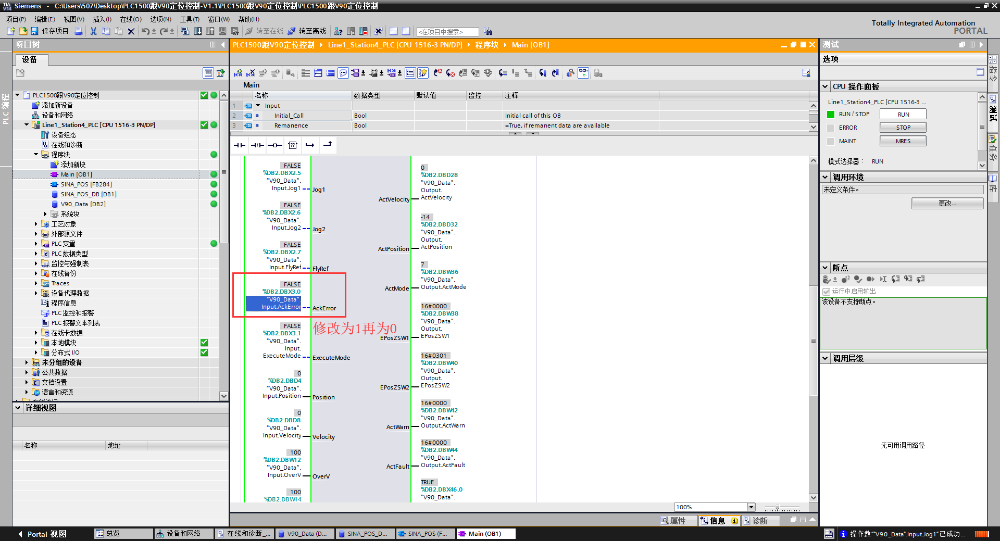 Siemens - C:\Users\507\Desktop\PLC1500跟V90定位控制-V1.1\PLC1500跟V90定位控制\PLC1500跟V90定位控制
项目(P) 编辑(E) 视图(V) 插入(I) 在线(O) 选项(N) 工具(T) 窗口(W) 帮助(H)
Totally Integrated Automation
PORTAL
保存项目 转至在线 转至离线 <在项目中搜索>
项目树
设备
PLC 编程
PLC1500跟V90定位控制
添加新设备
设备和网络
Line1_Station4_PLC [CPU 1516-3 PN/DP]
设备组态
在线和诊断
程序块
添加新块
Main [OB1]
SINA_POS [FB284]
SINA_POS_DB [DB1]
V90_Data [DB2]
系统块
工艺对象
外部源文件
PLC 变量
PLC 数据类型
监控与强制表
在线备份
Traces
设备代理数据
程序信息
PLC 监控和报警
PLC 报警文本列表
在线卡数据
本地模块
分布式 I/O
未分组的设备
公共数据
文档设置
语言和资源
详细视图
名称 地址
PLC1500跟V90定位控制 Line1_Station4_PLC [CPU 1516-3 PN/DP] 程序块 Main [OB1]
Main
名称 数据类型 默认值 监控 注释
1 Input
2 Initial_Call Bool Initial call of this OB
3 Remanence Bool =True, if remanent data are available
FALSE
%DB2.DBX2.5
"V90_Data".
Input.Jog1
Jog1
FALSE
%DB2.DBX2.6
"V90_Data".
Input.Jog2
Jog2
FALSE
%DB2.DBX2.7
"V90_Data".
Input.FlyRef
FlyRef
FALSE
%DB2.DBX3.0
"V90_Data".
Input.AckError
AckError
修改为1再为0
FALSE
%DB2.DBX3.1
"V90_Data".
Input.
ExecuteMode
ExecuteMode
0
%DB2.DBD4
"V90_Data".
Input.Position
Position
0
%DB2.DBD8
"V90_Data".
Input.Velocity
Velocity
100
%DB2.DBW12
"V90_Data".
Input.OverV
OverV
100
%DB2.DBW14
0
%DB2.DBD28
"V90_Data".
Output.
ActVelocity
ActVelocity
-14
%DB2.DBD32
"V90_Data".
Output.
ActPosition
ActPosition
7
%DB2.DBW36
"V90_Data".
Output.ActMode
ActMode
16#0000
%DB2.DBW38
"V90_Data".
Output.
EPosZSW1
EPosZSW1
16#0301
%DB2.DBW40
"V90_Data".
Output.
EPosZSW2
EPosZSW2
16#0000
%DB2.DBW42
"V90_Data".
Output.ActWarn
ActWarn
16#0000
%DB2.DBW44
"V90_Data".
Output.ActFault
ActFault
TRUE
%DB2.DBX46.0
"V90_Data".
100%
属性 信息 诊断
测试
选项
CPU 操作面板
Line1_Station4_PLC [CPU 1516-3 ...
RUN / STOP RUN
ERROR STOP
MAINT MRES
模式选择器： RUN
调用环境
未定义条件。
更改...
断点
运行中启用输出
该设备不支持断点。
调用层级
无可用调用路径
指令
测试
任务
库
Portal 视图 总览 设备和网络 在线和诊断_... V90_Data (D... SINA_POS_D... SINA_POS (F... Main (OB1)
操作数“"V90_Data".Input.Jog1”已成功...